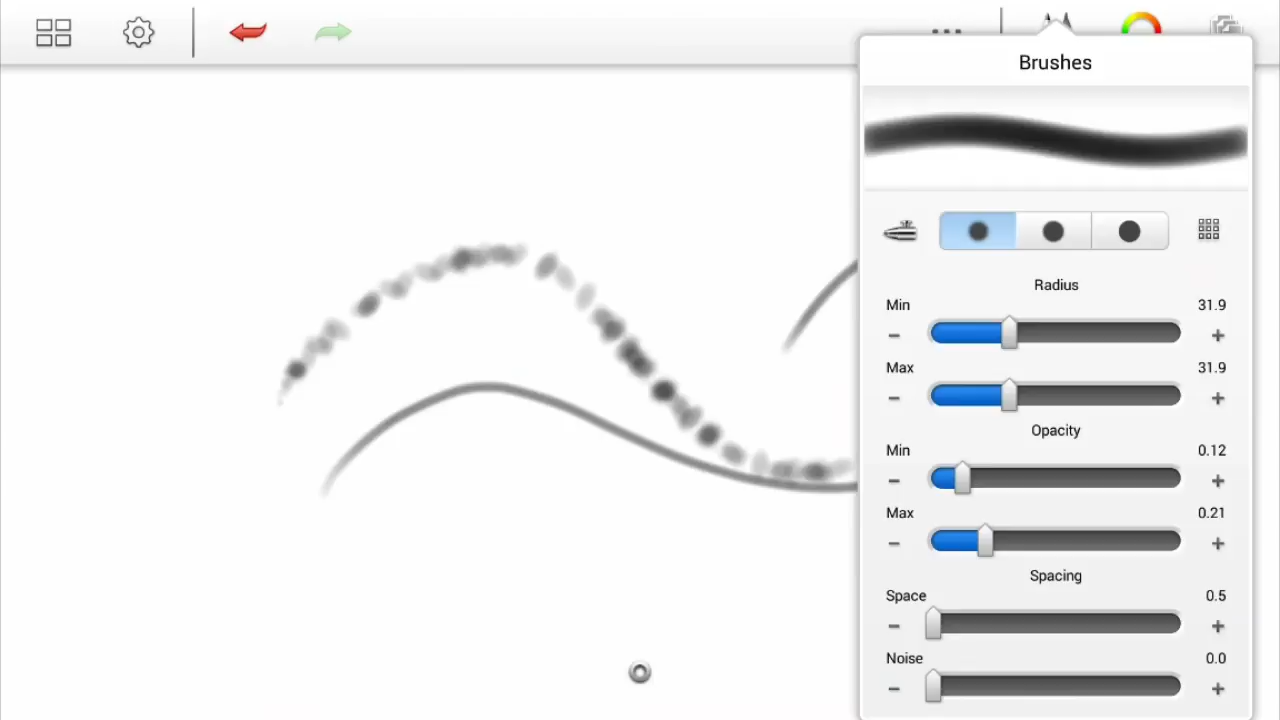 Brushes
Radius
Min 31.9
- +
Max 31.9
- +
Opacity
Min 0.12
- +
Max 0.21
- +
Spacing
Space 0.5
- +
Noise 0.0
- +